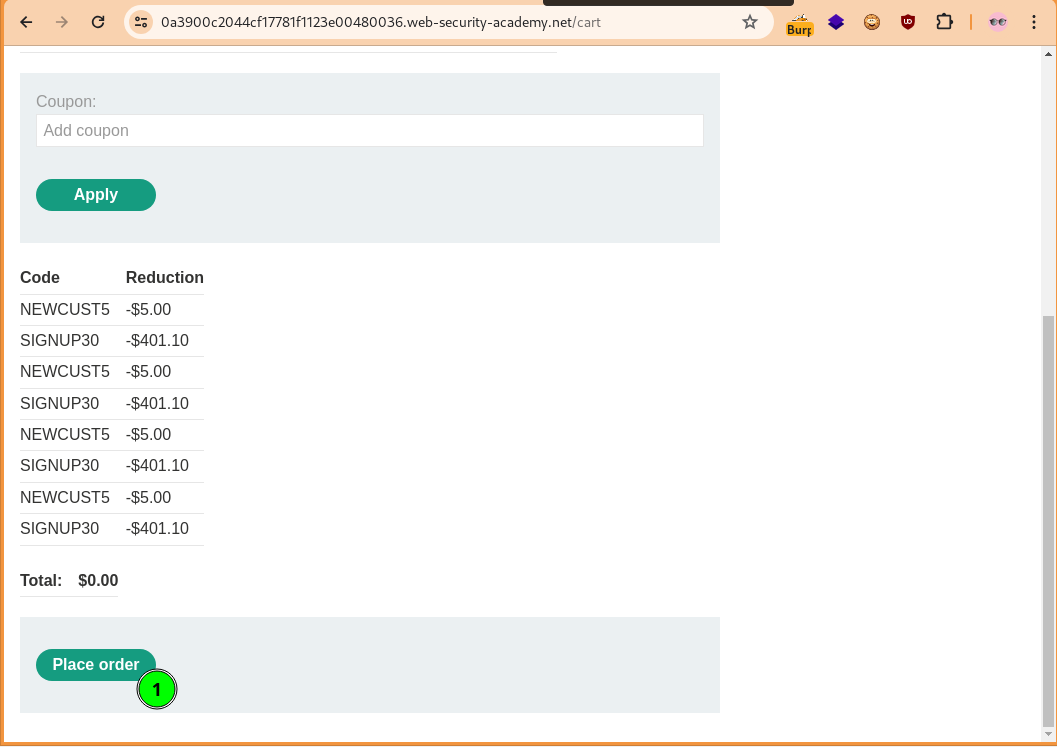 0a3900c2044cf17781f1123e00480036.web-security-academy.net/cart
Burp
UD
Coupon:
Add coupon
Apply
Code Reduction
NEWCUST5 -$5.00
SIGNUP30 -$401.10
NEWCUST5 -$5.00
SIGNUP30 -$401.10
NEWCUST5 -$5.00
SIGNUP30 -$401.10
NEWCUST5 -$5.00
SIGNUP30 -$401.10
Total: $0.00
Place order
1